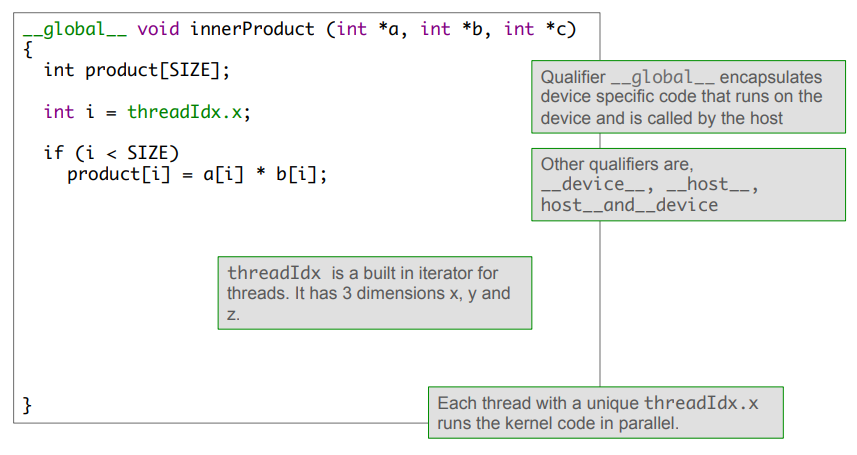 __global__ void innerProduct (int *a, int *b, int *c)
{
int product[SIZE];
int i = threadIdx.x;
if (i < SIZE)
product[i] = a[i] * b[i];
}
Qualifier __global__ encapsulates
device specific code that runs on the
device and is called by the host
Other qualifiers are,
__device__, __host__,
host__and__device
threadIdx is a built in iterator for
threads. It has 3 dimensions x, y and
z.
Each thread with a unique threadIdx.x
runs the kernel code in parallel.